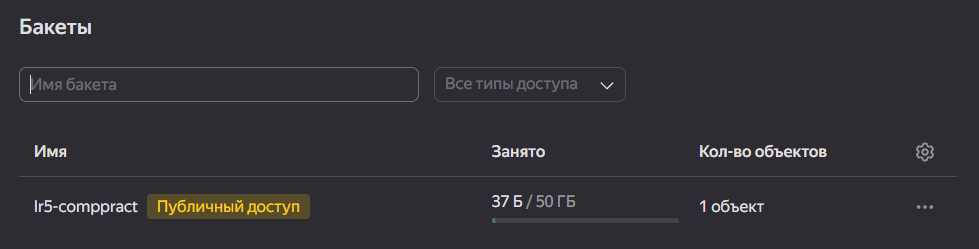 Бакеты
Имя бакета
Все типы доступа
Имя Занято Кол-во объектов
lr5-comppract Публичный доступ 37 Б / 50 ГБ 1 объект